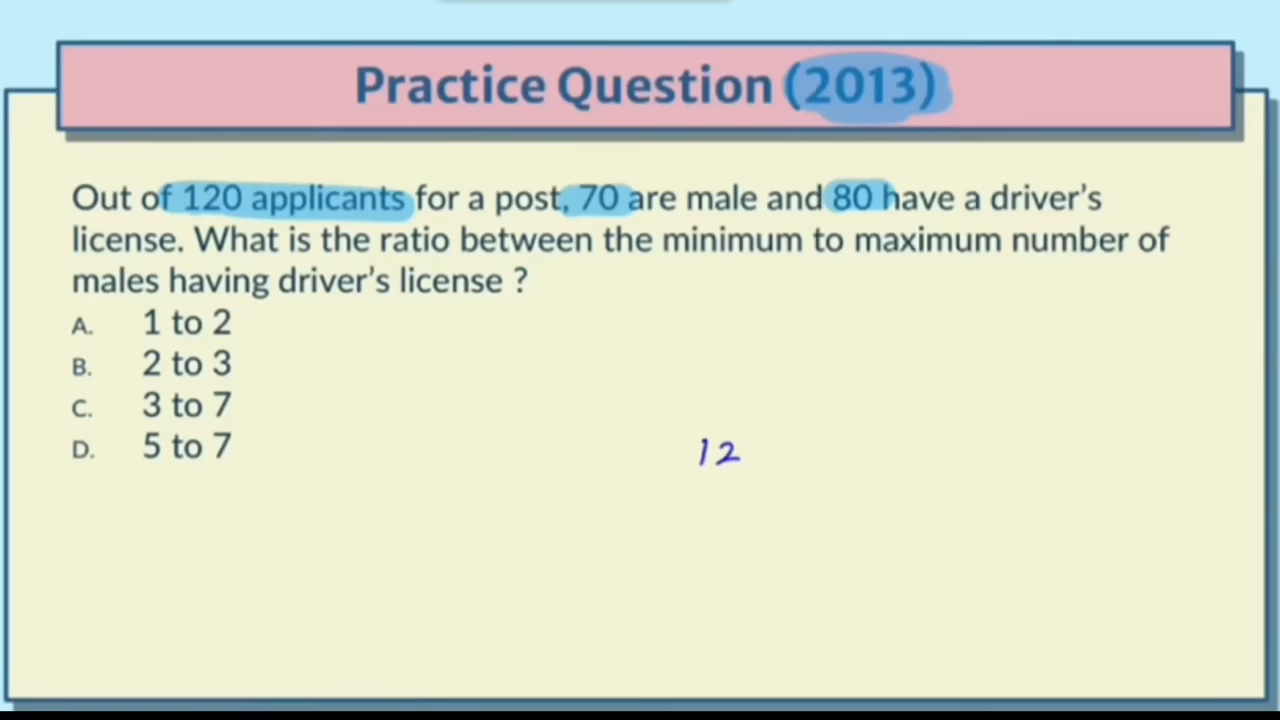 Practice Question (2013)
Out of 120 applicants for a post, 70 are male and 80 have a driver's
license. What is the ratio between the minimum to maximum number of
males having driver's license ?
A. 1 to 2
B. 2 to 3
C. 3 to 7
D. 5 to 7
12